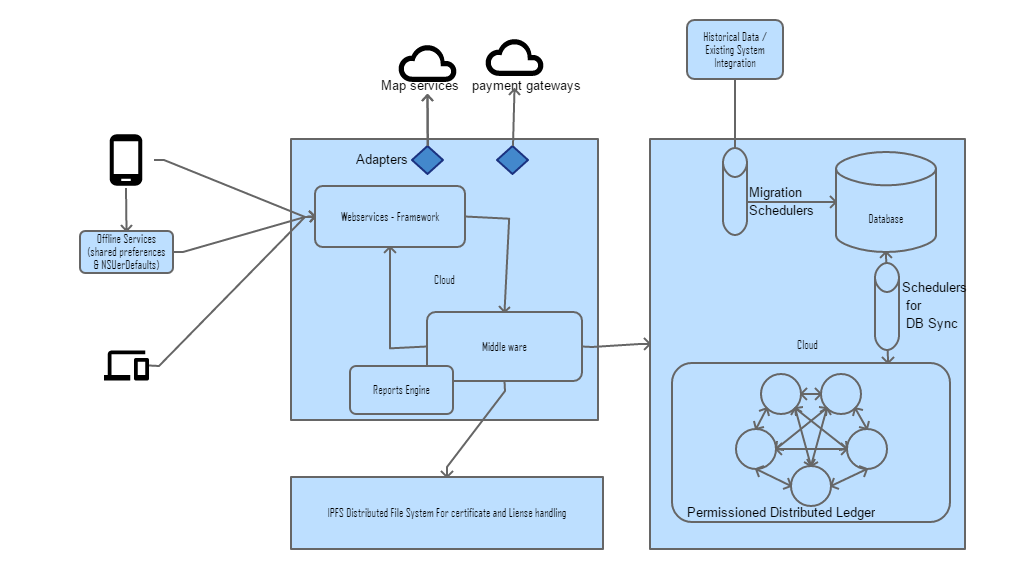 Historical Data /
Existing System
Integration
Map services
payment gateways
Adapters
Webservices - Framework
Offline Services
(shared preferences
& NSUerDefaults)
Cloud
Middle ware
Reports Engine
IPFS Distributed File System For certificate and Liense handling
Migration
Schedulers
Database
Schedulers
for
DB Sync
Cloud
Permissioned Distributed Ledger